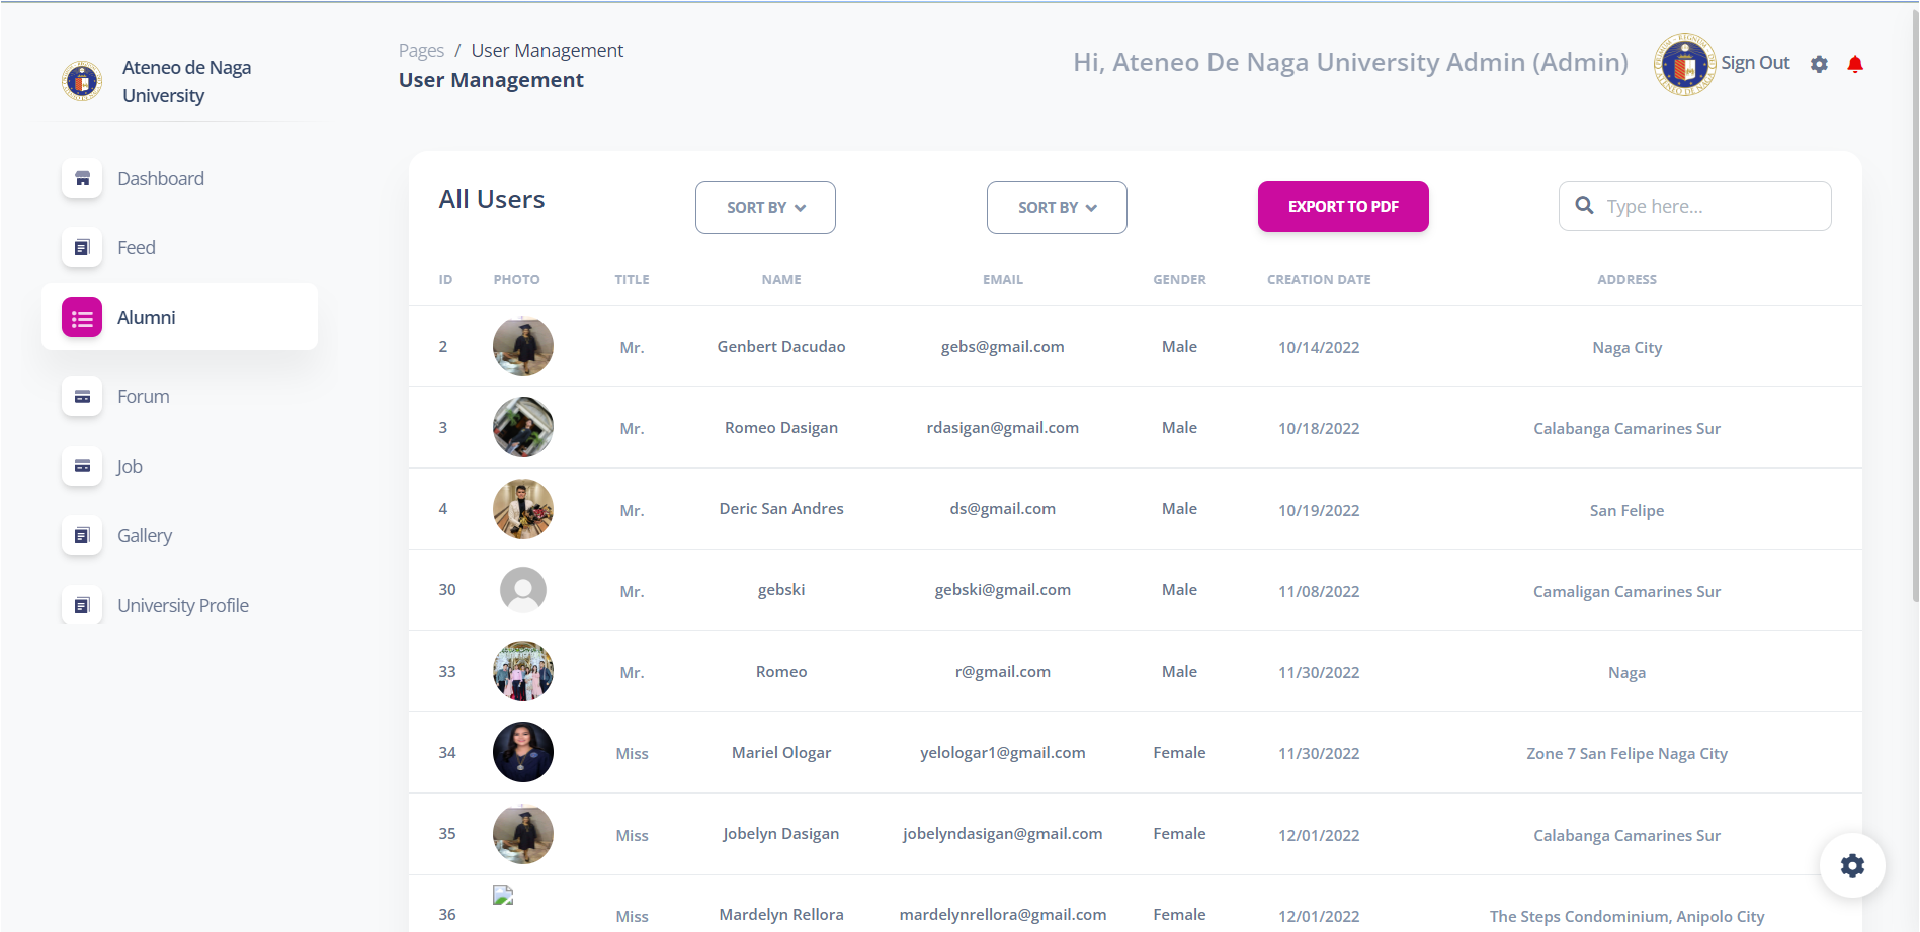 Ateneo de Naga
University
Pages / User Management
User Management
Hi, Ateneo De Naga University Admin (Admin)
Sign Out
Dashboard
Feed
Alumni
Forum
Job
Gallery
University Profile
All Users
SORT BY
SORT BY
EXPORT TO PDF
Type here...
ID PHOTO TITLE NAME EMAIL GENDER CREATION DATE ADDRESS
2 Mr. Genbert Dacudao gebs@gmail.com Male 10/14/2022 Naga City
3 Mr. Romeo Dasigan rdasigan@gmail.com Male 10/18/2022 Calabanga Camarines Sur
4 Mr. Deric San Andres ds@gmail.com Male 10/19/2022 San Felipe
30 Mr. gebski gebski@gmail.com Male 11/08/2022 Camaligan Camarines Sur
33 Mr. Romeo r@gmail.com Male 11/30/2022 Naga
34 Miss Mariel Ologar yelologar1@gmail.com Female 11/30/2022 Zone 7 San Felipe Naga City
35 Miss Jobelyn Dasigan jobelyndasigan@gmail.com Female 12/01/2022 Calabanga Camarines Sur
36 Miss Mardelyn Rellora mardelynrellora@gmail.com Female 12/01/2022 The Steps Condominium, Anipolo City